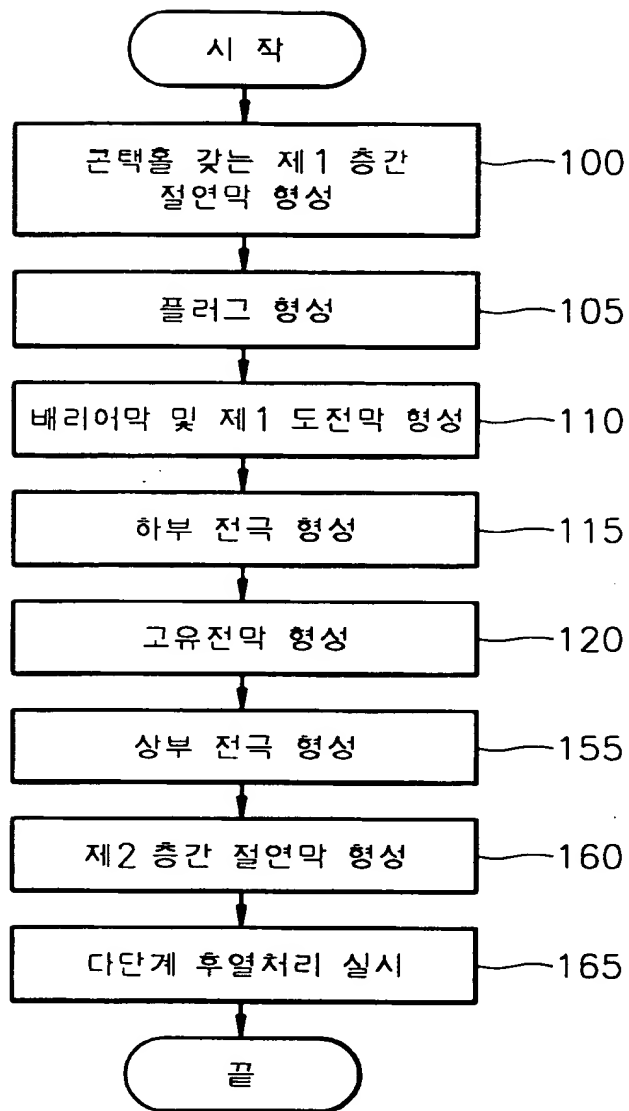 시 작
콘택홀 갖는 제1 층간
절연막 형성
100
플러그 형성
105
배리어막 및 제1 도전막 형성
110
하부 전극 형성
115
고유전막 형성
120
상부 전극 형성
155
제2 층간 절연막 형성
160
다단계 후열처리 실시
165
끝